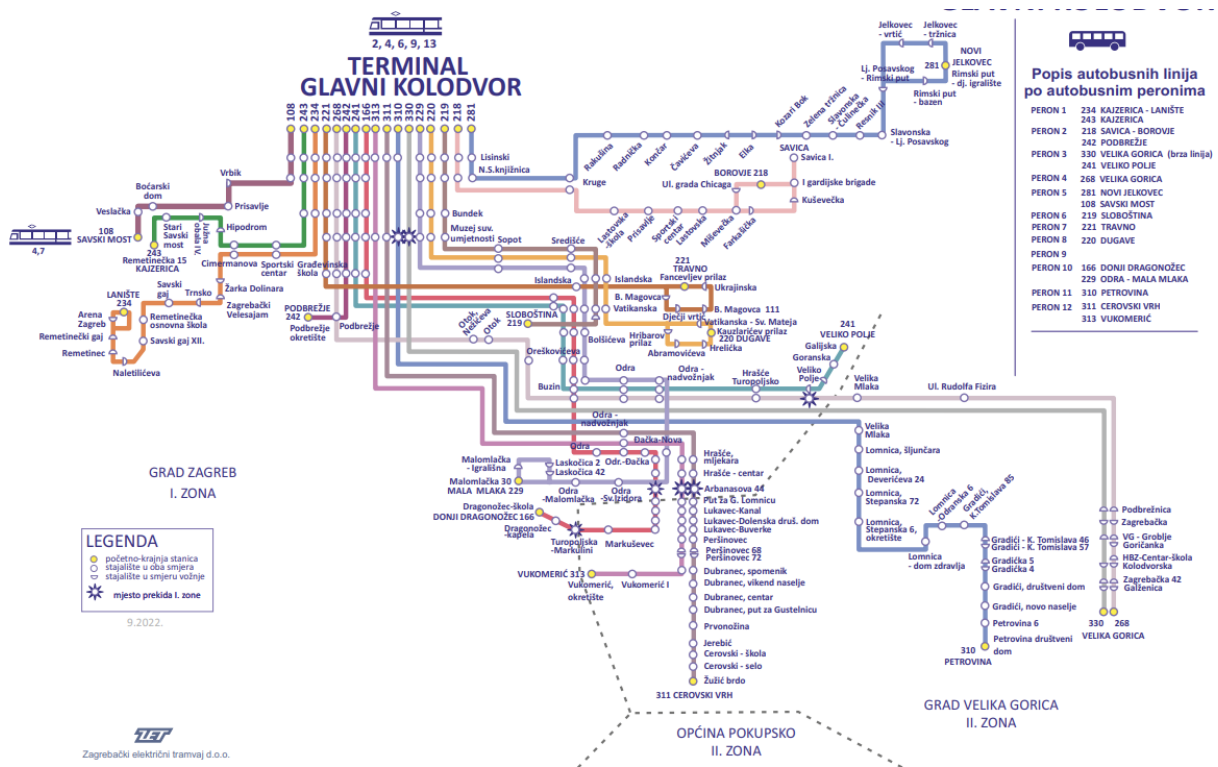 2, 4, 6, 9, 13
TERMINAL
GLAVNI KOLODVOR
108
243
234
221
268
242
241
166
313
311
310
330
229
220
219
218
281
Lisinski
N.S.knjižnica
Bundek
Muzej suv.
umjetnosti
Kruge
Rakušina
Radnička
Končar
Čavićeva
Žitnjak
Elka
Kozari Bok
Zelena tržnica
Slavonska
- Čulinečka
Resnik III
Slavonska
- Lj. Posavskog
Lj. Posavskog
- Rimski put
Jelkovec
- vrtić
Jelkovec
- tržnica
NOVI
JELKOVEC
281
Rimski put
- dj. igralište
Rimski put
- bazen
SAVICA
Savica I.
I gardijske brigade
Kuševečka
BOROVJE 218
Ul. grada Chicaga
Lastovska
-škola
Prisavlje
Sportski
centar
Lastovska
Miševečka
Farkašička
Vrbik
Boćarski
dom
Prisavlje
Veslačka
108
SAVSKI MOST
4,7
243
Remetinečka 15
KAJZERICA
Stari
Savski
most
Južna
obala IV.
Hipodrom
Cimermanova
Sportski
centar
Građevinska
škola
Žarka Dolinara
Zagrebački
Velesajam
Trnsko
Savski
gaj
LANIŠTE
234
Arena
Zagreb
Remetinečki gaj
Remetinec
Naletilićeva
Remetinečka
osnovna škola
Savski gaj XII.
PODBREŽJE
242
Podbrežje
okretište
Podbrežje
Sopot
Središće
Islandska
Islandska
Vatikanska
B. Magovca
221
TRAVNO
Fancevljev prilaz
Ukrajinska
B. Magovca 111
Dječji vrtić
Vatikanska - Sv. Mateja
Kauzlarićev prilaz
220 DUGAVE
Hrelićka
Hribarov
prilaz
Abramovićeva
SLOBOŠTINA
219
Bolšićeva
Otok,
Nežićeva
Otok
Oreškovićeva
Buzin
Odra
Odra -
nadvožnjak
Hrašće
Turopoljsko
Veliko
Polje
Goranska
Galijska
241
VELIKO POLJE
Velika
Mlaka
Ul. Rudolfa Fizira
Odra -
nadvožnjak
Đačka-Nova
Odra
Odr.-Đačka
Malomlačka
- Igrališna
Laskočica 2
Laskočica 42
Malomlačka 30
MALA MLAKA 229
Odra
-Malomlačka
Odra
-Sv.Izidora
Dragonožec-škola
DONJI DRAGONOŽEC 166
Dragonožec
-kapela
Turopoljska
-Markulini
Markuševec
VUKOMERIĆ 313
Vukomerić,
okretište
Vukomerić I
Hrašće,
mljekara
Hrašće - centar
Arbanasova 44
Put za G. Lomnicu
Lukavec-Kanal
Lukavec-Dolenska druš. dom
Lukavec-Buverke
Peršinovec
Peršinovec 68
Peršinovec 72
Dubranec, spomenik
Dubranec, vikend naselje
Dubranec, centar
Dubranec, put za Gustelnicu
Prvonožina
Jerebić
Cerovski - škola
Cerovski - selo
Žužić brdo
311 CEROVSKI VRH
Velika
Mlaka
Lomnica, šljunčara
Lomnica,
Deverićeva 24
Lomnica,
Stepanska 72
Lomnica,
Stepanska 6,
okretište
Lomnica
- dom zdravlja
Lomnica
-Odranska 6
Gradići,
K.Tomislava 85
Gradići - K. Tomislava 46
Gradići - K. Tomislava 57
Gradićka 5
Gradićka 4
Gradići, društveni dom
Gradići, novo naselje
Petrovina 6
Petrovina društveni
dom
310
PETROVINA
Podbrežnica
Zagrebačka
VG - Groblje
Goričanka
HBZ-Centar-škola
Kolodvorska
Zagrebačka 42
Galženica
330
268
VELIKA GORICA
GRAD ZAGREB
I. ZONA
GRAD VELIKA GORICA
II. ZONA
OPĆINA POKUPSKO
II. ZONA
LEGENDA
početno-krajnja stanica
stajalište u oba smjera
stajalište u smjeru vožnje
mjesto prekida I. zone
9.2022.
ZET
Zagrebački električni tramvaj d.o.o.
Popis autobusnih linija
po autobusnim peronima
PERON 1 234 KAJZERICA - LANIŠTE
243 KAJZERICA
PERON 2 218 SAVICA - BOROVJE
242 PODBREŽJE
PERON 3 330 VELIKA GORICA (brza linija)
241 VELIKO POLJE
PERON 4 268 VELIKA GORICA
PERON 5 281 NOVI JELKOVEC
108 SAVSKI MOST
PERON 6 219 SLOBOŠTINA
PERON 7 221 TRAVNO
PERON 8 220 DUGAVE
PERON 9
PERON 10 166 DONJI DRAGONOŽEC
229 ODRA - MALA MLAKA
PERON 11 310 PETROVINA
PERON 12 311 CEROVSKI VRH
313 VUKOMERIĆ